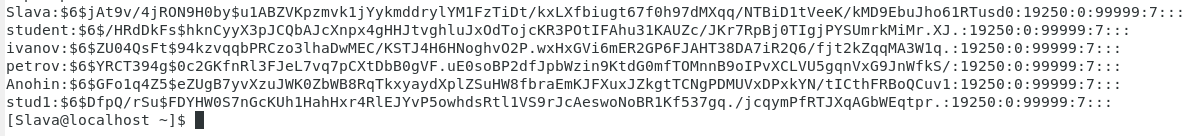 Slava:$6$jAt9v/4jRON9H0by$u1ABZVKpzmvk1jYykmddrylYM1FzTiDt/kxLXfbiugt67f0h97dMXqq/NTBiD1tVeeK/kMD9EbuJho61RTusd0:19250:0:99999:7:::
student:$6$/HRdDkFs$hknCyyX3pJCQbAJcXnpx4gHHJtvghluJxOdTojcKR3POtIFAhu31KAUZc/JKr7RpBj0TIgjPYSUmrkMiMr.XJ.:19250:0:99999:7:::
ivanov:$6$ZU04QsFt$94kzvqqbPRCzo3lhaDwMEC/KSTJ4H6HNoghvO2P.wxHxGVi6mER2GP6FJAHT38DA7iR2Q6/fjt2kZqqMA3W1q.:19250:0:99999:7:::
petrov:$6$YRCT394g$0c2GKfnRl3FJeL7vq7pCXtDbB0gVF.uE0soBP2dfJpbWzin9KtdG0mfTOMnnB9oIPvXCLVU5gqnVxG9JnWfkS/:19250:0:99999:7:::
Anohin:$6$GFo1q4Z5$eZUgB7yvXzuJWK0ZbWB8RqTkxyaydXplZSuHW8fbraEmKJFXuxJZkgtTCNgPDMUVxDPxkYN/tICthFRBoQCuv1:19250:0:99999:7:::
stud1:$6$DfpQ/rSu$FDYHW0S7nGcKUh1HahHxr4RlEJYvP5owhdsRtl1VS9rJcAeswoNoBR1Kf537gq./jcqymPfRTJXqAGbWEqtpr.:19250:0:99999:7:::
[Slava@localhost ~]$